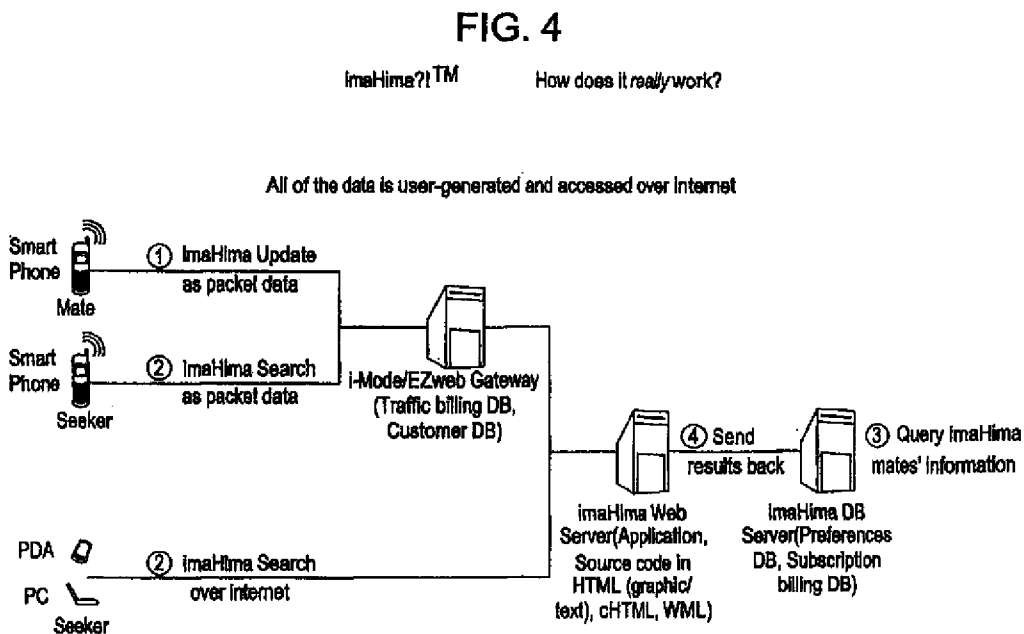 FIG. 4
ImaHima?!™ How does it really work?
All of the data is user-generated and accessed over Internet
Smart
Phone
Mate
① ImaHima Update
as packet data
Smart
Phone
Seeker
② ImaHima Search
as packet data
i-Mode/EZweb Gateway
(Traffic billing DB,
Customer DB)
④ Send
results back
③ Query ImaHima
mates' information
imaHima Web
Server(Application,
Source code in
HTML (graphic/
text), cHTML, WML)
ImaHima DB
Server(Preferences
DB, Subscription
billing DB)
PDA
PC
Seeker
② ImaHima Search
over internet